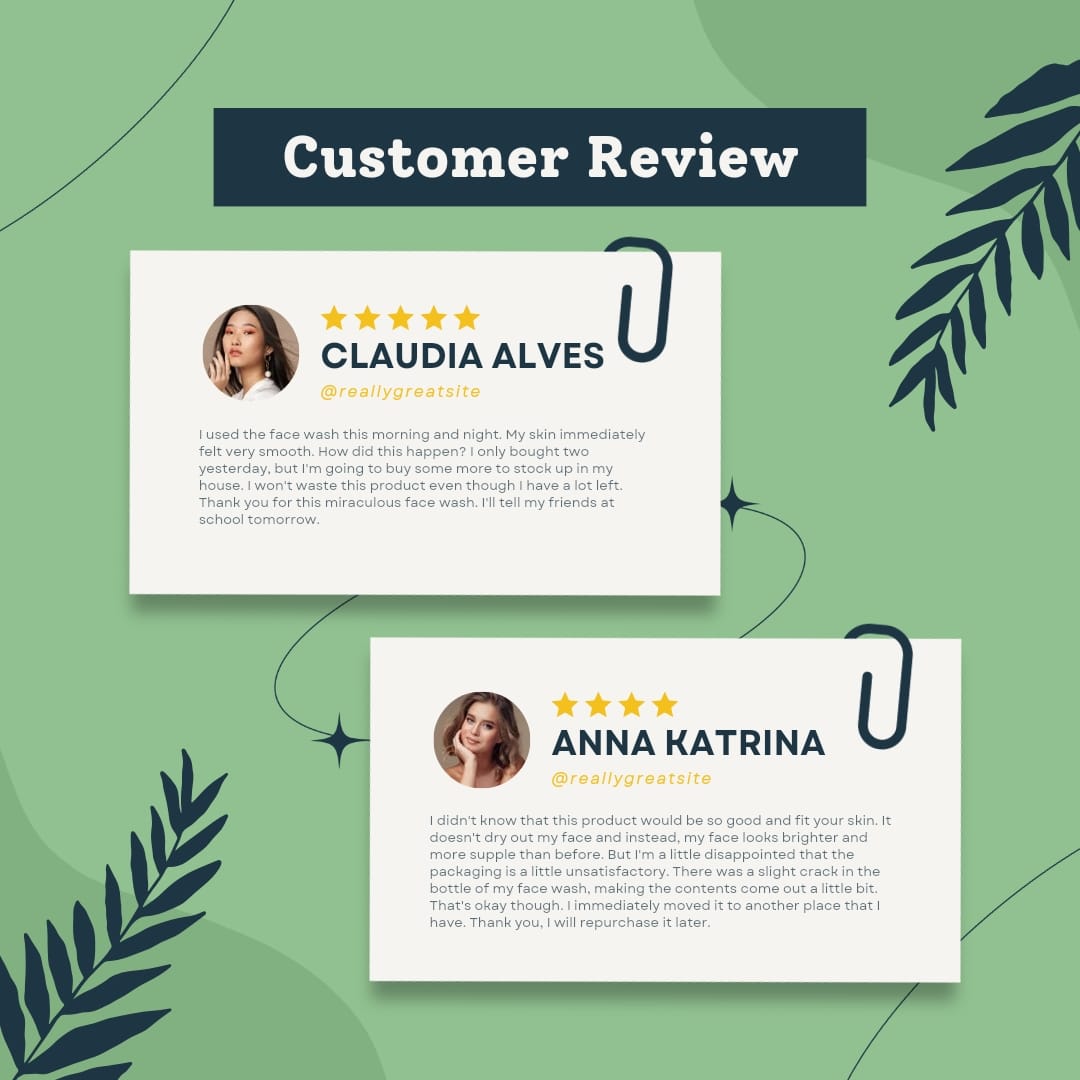 Customer Review
CLAUDIA ALVES
@reallygreatsite
I used the face wash this morning and night. My skin immediately
felt very smooth. How did this happen? I only bought two
yesterday, but I'm going to buy some more to stock up in my
house. I won't waste this product even though I have a lot left.
Thank you for this miraculous face wash. I'll tell my friends at
school tomorrow.
ANNA KATRINA
@reallygreatsite
I didn't know that this product would be so good and fit your skin. It
doesn't dry out my face and instead, my face looks brighter and
more supple than before. But I'm a little disappointed that the
packaging is a little unsatisfactory. There was a slight crack in the
bottle of my face wash, making the contents come out a little bit.
That's okay though. I immediately moved it to another place that I
have. Thank you, I will repurchase it later.